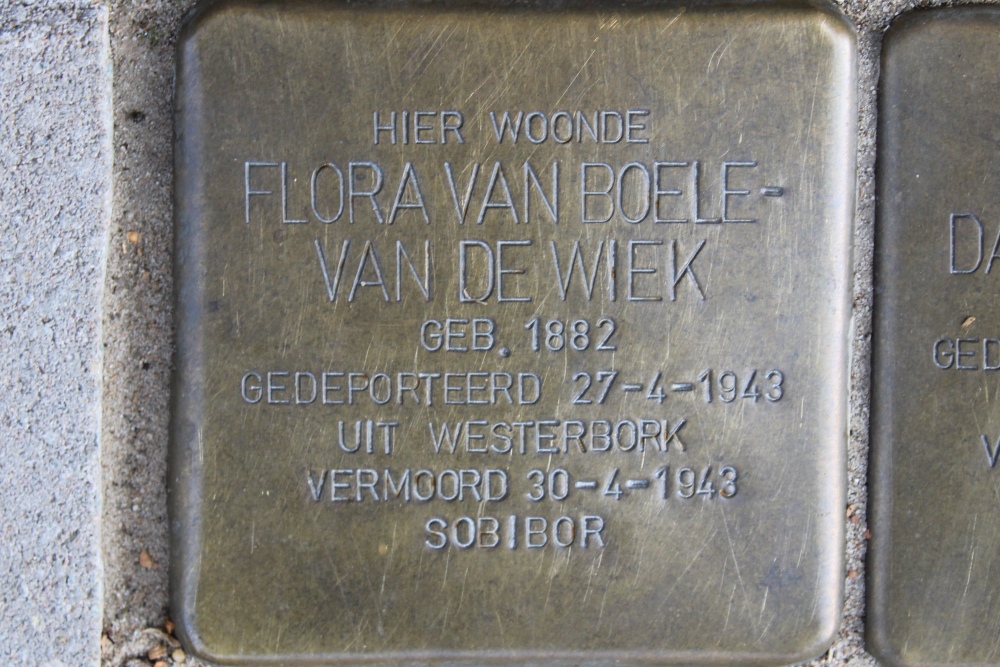 HIER WOONDE
FLORA VAN BOELE-
VAN DE WIEK
GEB. 1882
GEDEPORTEERD 27-4-1943
UIT WESTERBORK
VERMOORD 30-4-1943
SOBIBOR